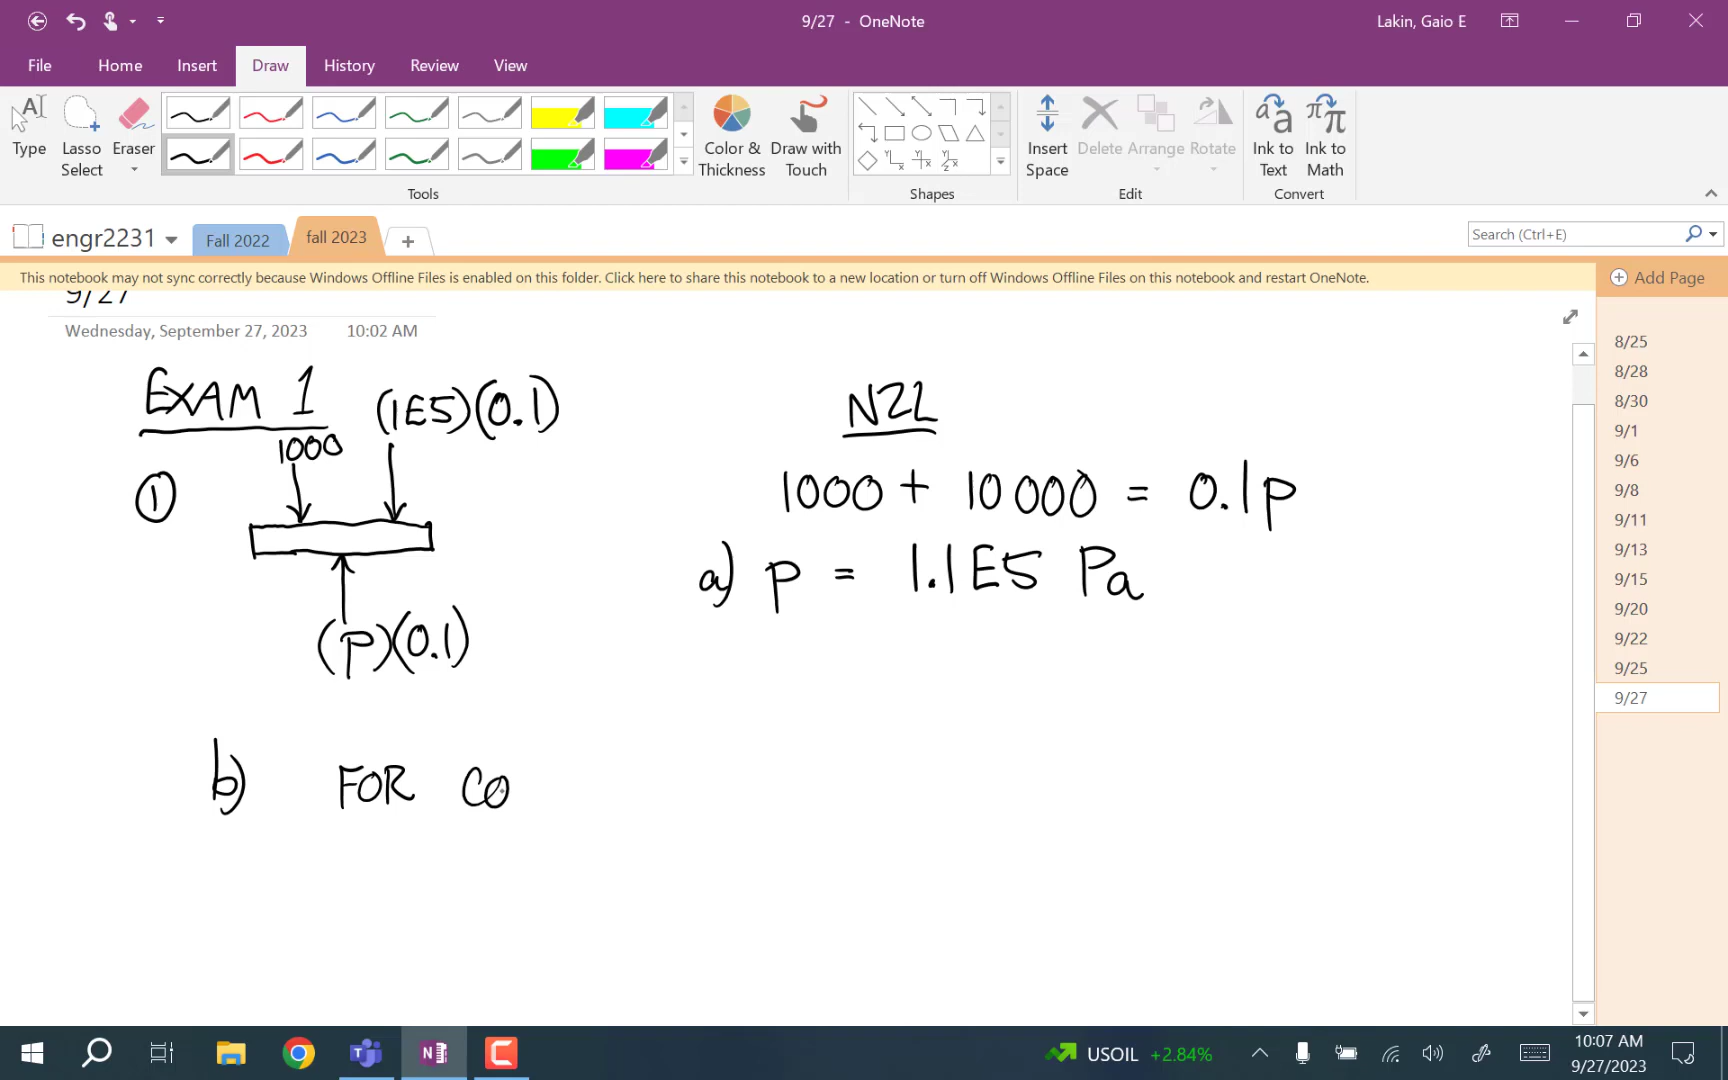 9/27 - OneNote
Lakin, Gaio E
File Home Insert Draw History Review View
Type
Lasso Select
Eraser
Color & Thickness
Draw with Touch
Insert Space
Delete Arrange Rotate
Ink to Text
Ink to Math
Tools Shapes Edit Convert
engr2231 Fall 2022 fall 2023
Search (Ctrl+E)
This notebook may not sync correctly because Windows Offline Files is enabled on this folder. Click here to share this notebook to a new location or turn off Windows Offline Files on this notebook and restart OneNote.
Add Page
9/27
Wednesday, September 27, 2023 10:02 AM
EXAM 1
(1E5)(0.1)
1000
①
(p)(0.1)
N2L
1000 + 10 000 = 0.1p
a) p = 1.1E5 Pa
b) FOR CO
8/25
8/28
8/30
9/1
9/6
9/8
9/11
9/13
9/15
9/20
9/22
9/25
9/27
USOIL +2.84%
10:07 AM
9/27/2023